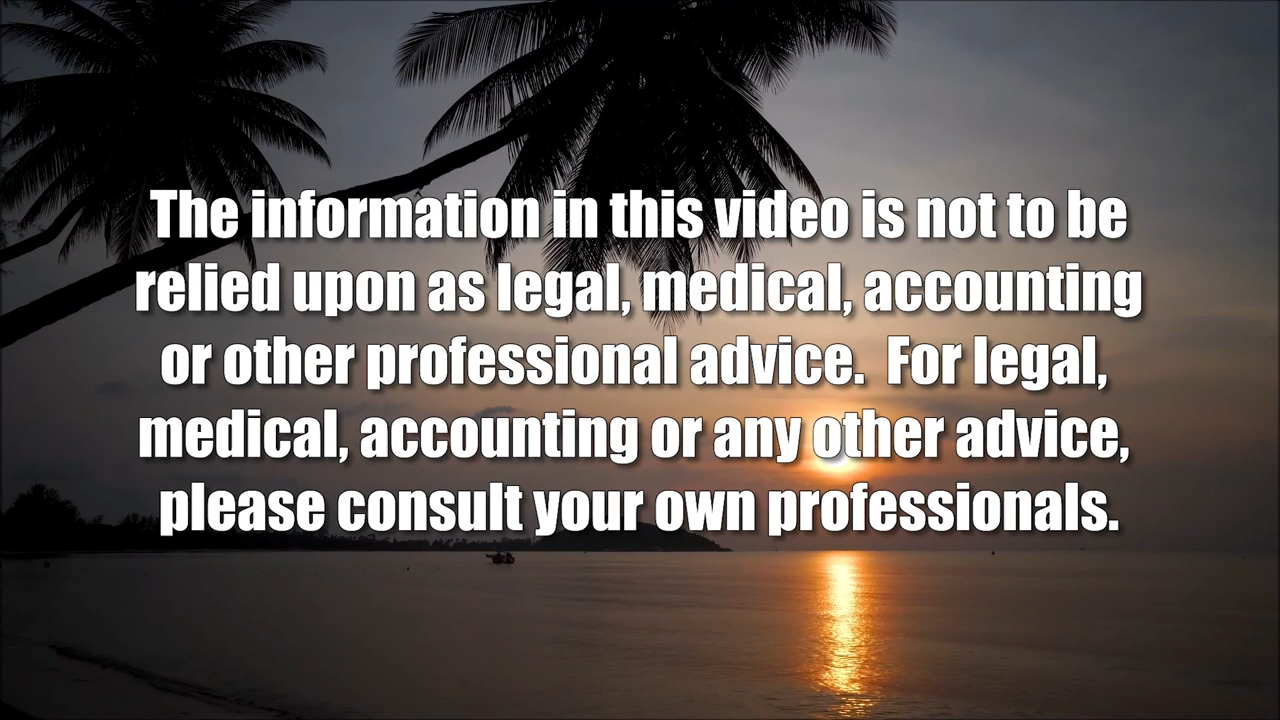 The information in this video is not to be
relied upon as legal, medical, accounting
or other professional advice.  For legal,
medical, accounting or any other advice,
please consult your own professionals.